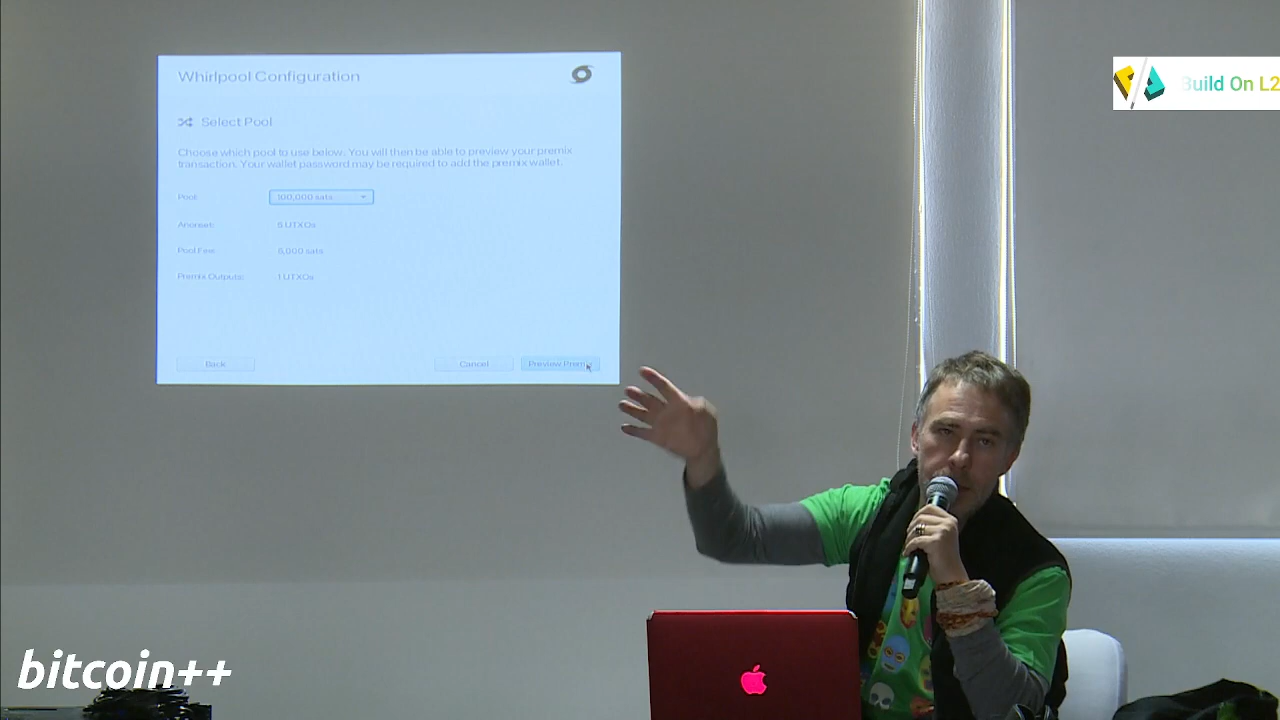 Whirlpool Configuration
Select Pool
Choose which pool to use below. You will then be able to preview your premix
transaction. Your wallet password may be required to add the premix wallet.
Pool: 100,000 sats
Anonset: 5 UTXOs
Pool Fee: 5,000 sats
Premix Outputs: 1 UTXOs
Back Cancel Preview Premix
Build On L2
bitcoin++